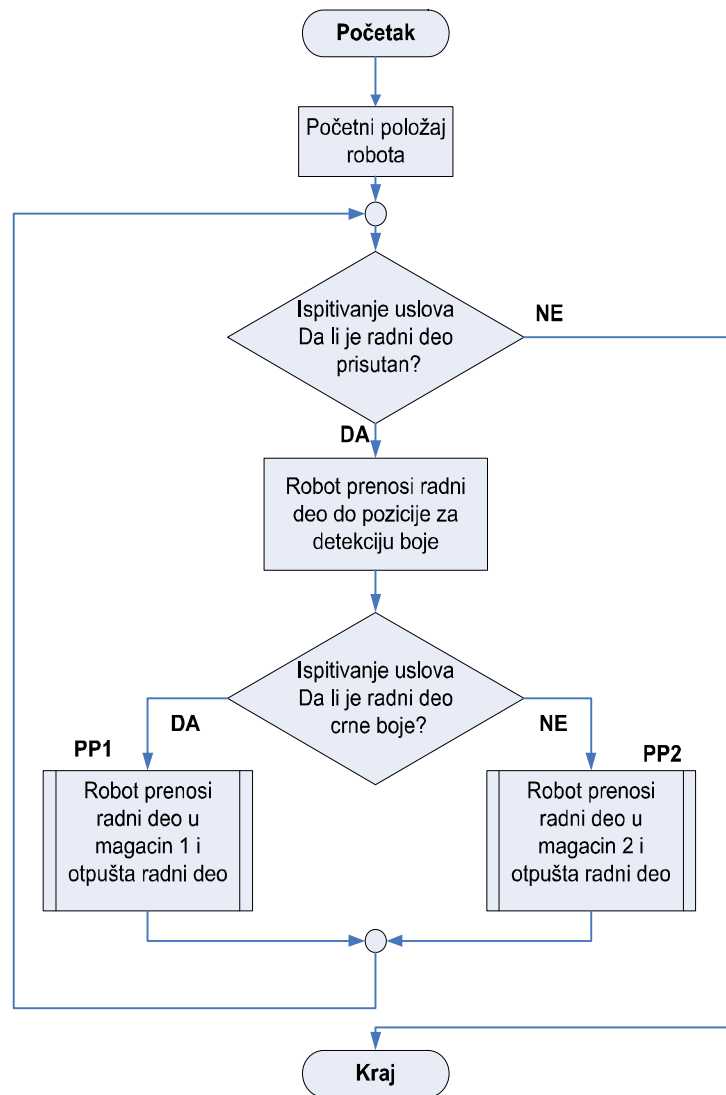 Početak
Početni položaj
robota
Ispitivanje uslova
Da li je radni deo
prisutan?
NE
DA
Robot prenosi radni
deo do pozicije za
detekciju boje
Ispitivanje uslova
Da li je radni deo
crne boje?
DA
NE
PP1
Robot prenosi
radni deo u
magacin 1 i
otpušta radni deo
PP2
Robot prenosi
radni deo u
magacin 2 i
otpušta radni deo
Kraj